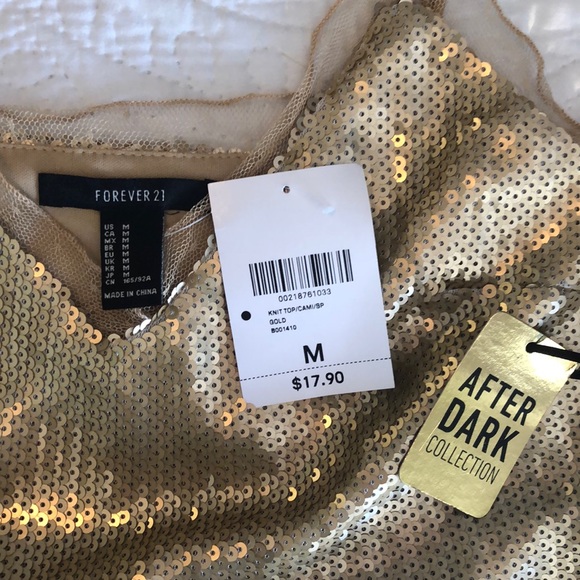 FOREVER 21
US M
CA M
MX M
BR M
EU M
UK M
KR M
JP M
CN 165/92A
MADE IN CHINA
00218761033
KNIT TOP/CAMI/SP
GOLD
B001410
M
$17.90
AFTER
DARK
COLLECTION